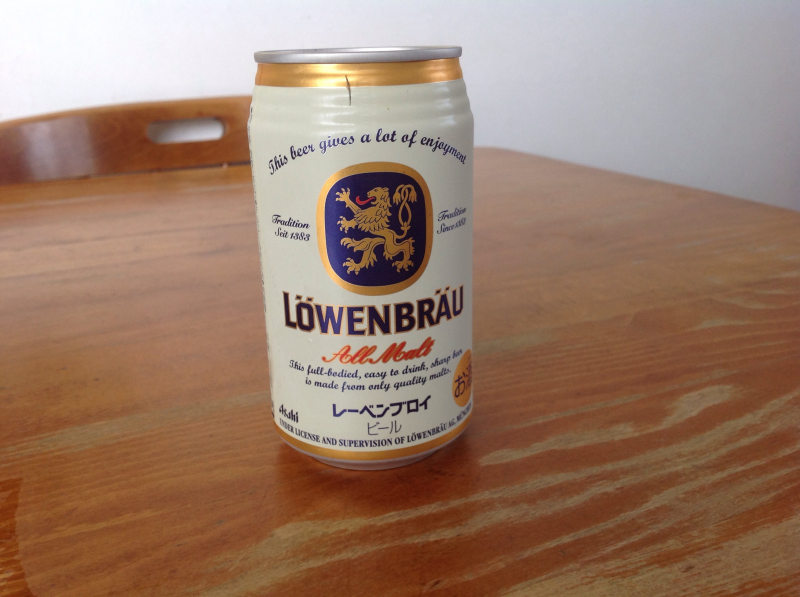 This beer gives a lot of enjoyment
Tradition
Seit 1383
Tradition
Since 1383
LÖWENBRÄU
All Malt
This full-bodied, easy to drink, sharp beer
is made from only quality malts.
お酒
レーベンブロイ
ビール
Asahi
UNDER LICENSE AND SUPERVISION OF LÖWENBRÄU AG,